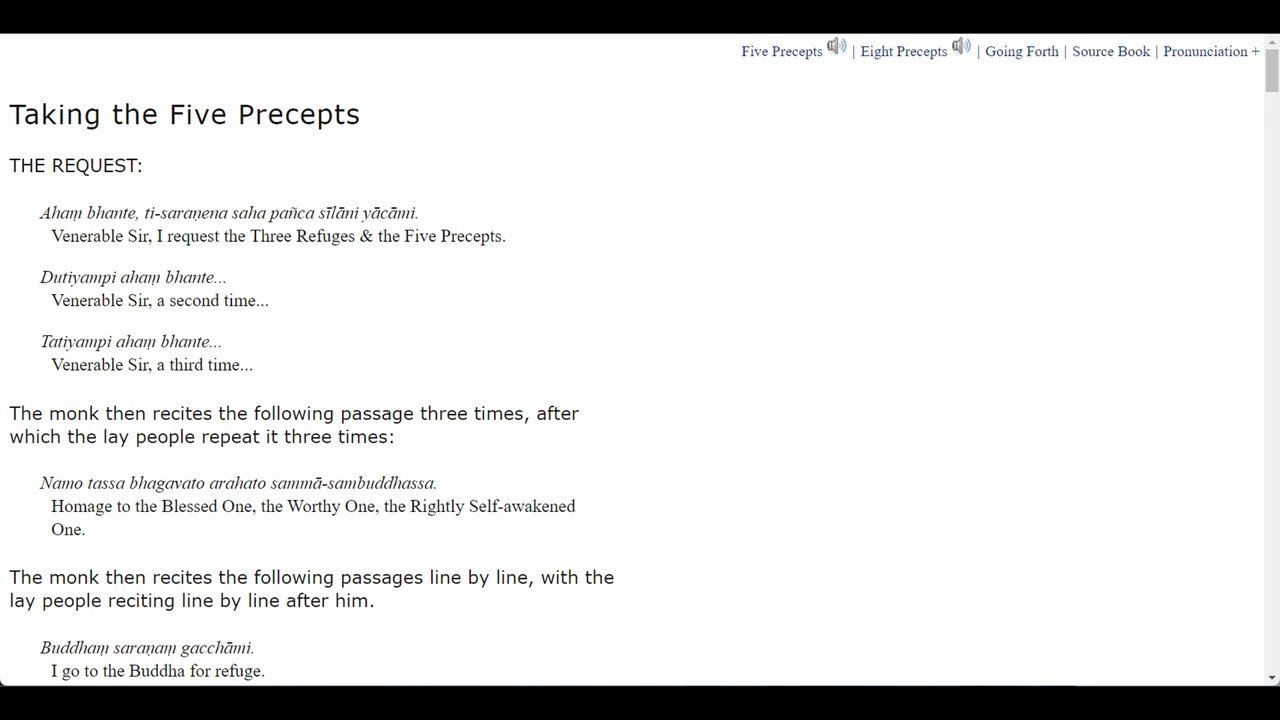 Five Precepts | Eight Precepts | Going Forth | Source Book | Pronunciation +
Taking the Five Precepts
THE REQUEST:
Ahaṃ bhante, ti-saraṇena saha pañca sīlāni yācāmi.
Venerable Sir, I request the Three Refuges & the Five Precepts.
Dutiyampi ahaṃ bhante...
Venerable Sir, a second time...
Tatiyampi ahaṃ bhante...
Venerable Sir, a third time...
The monk then recites the following passage three times, after
which the lay people repeat it three times:
Namo tassa bhagavato arahato sammā-sambuddhassa.
Homage to the Blessed One, the Worthy One, the Rightly Self-awakened
One.
The monk then recites the following passages line by line, with the
lay people reciting line by line after him.
Buddhaṃ saraṇaṃ gacchāmi.
I go to the Buddha for refuge.